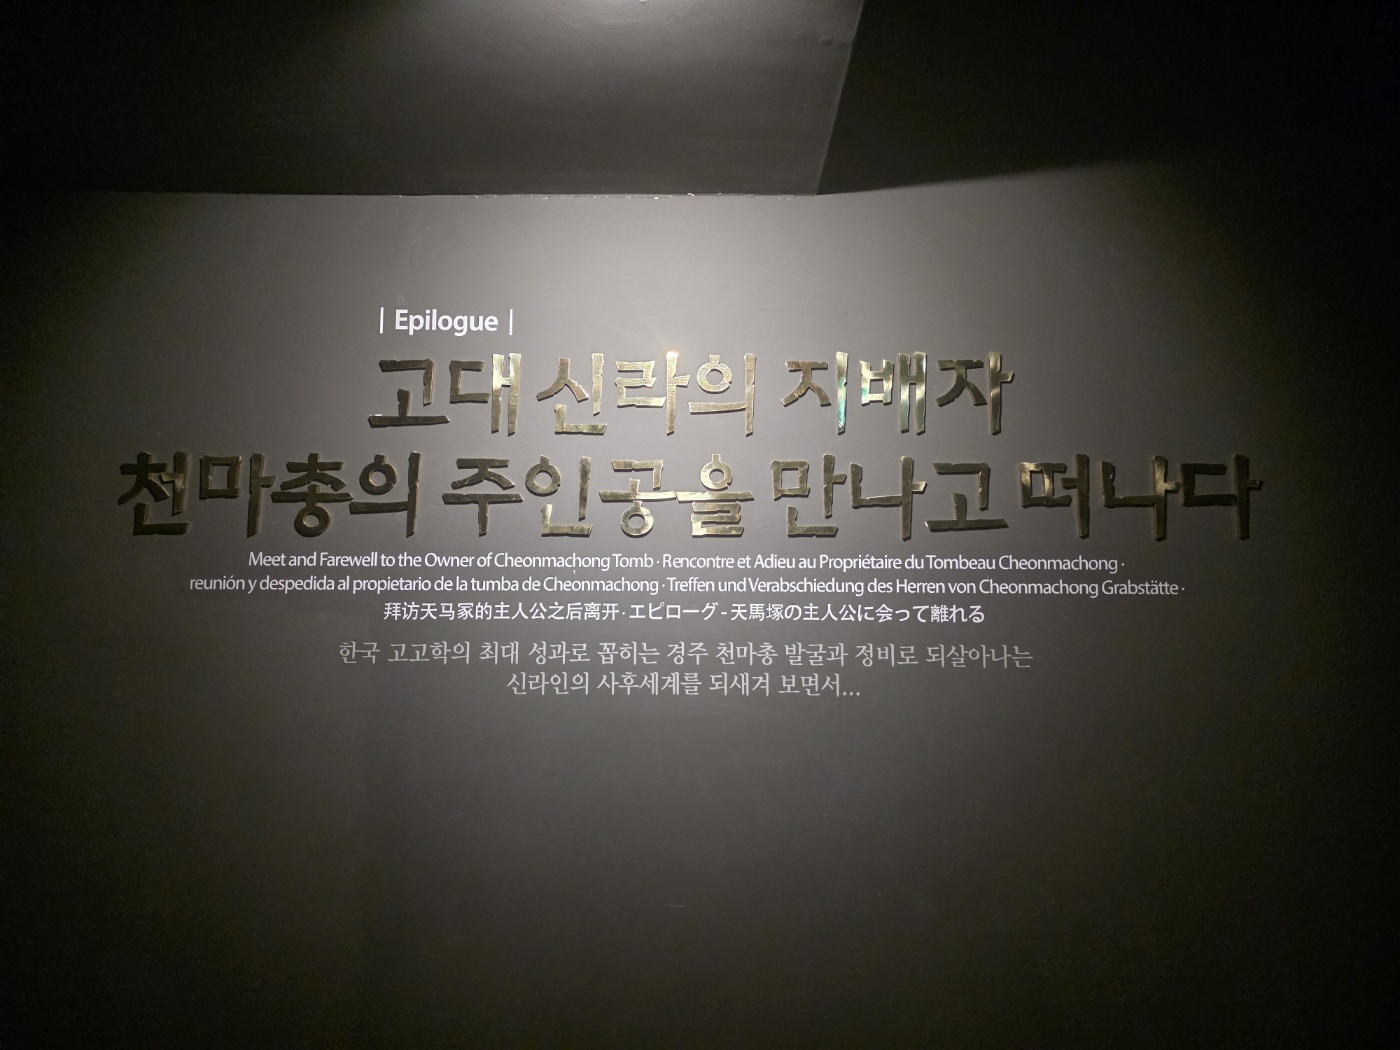 | Epilogue |
고대 신라의 지배자
천마총의 주인공을 만나고 떠나다
Meet and Farewell to the Owner of Cheonmachong Tomb · Rencontre et Adieu au Propriétaire du Tombeau Cheonmachong ·
reunión y despedida al propietario de la tumba de Cheonmachong · Treffen und Verabschiedung des Herren von Cheonmachong Grabstätte ·
拜访天马冢的主人公之后离开 · エピローグ - 天馬塚の主人公に会って離れる
한국 고고학의 최대 성과로 꼽히는 경주 천마총 발굴과 정비로 되살아나는
신라인의 사후세계를 되새겨 보면서...